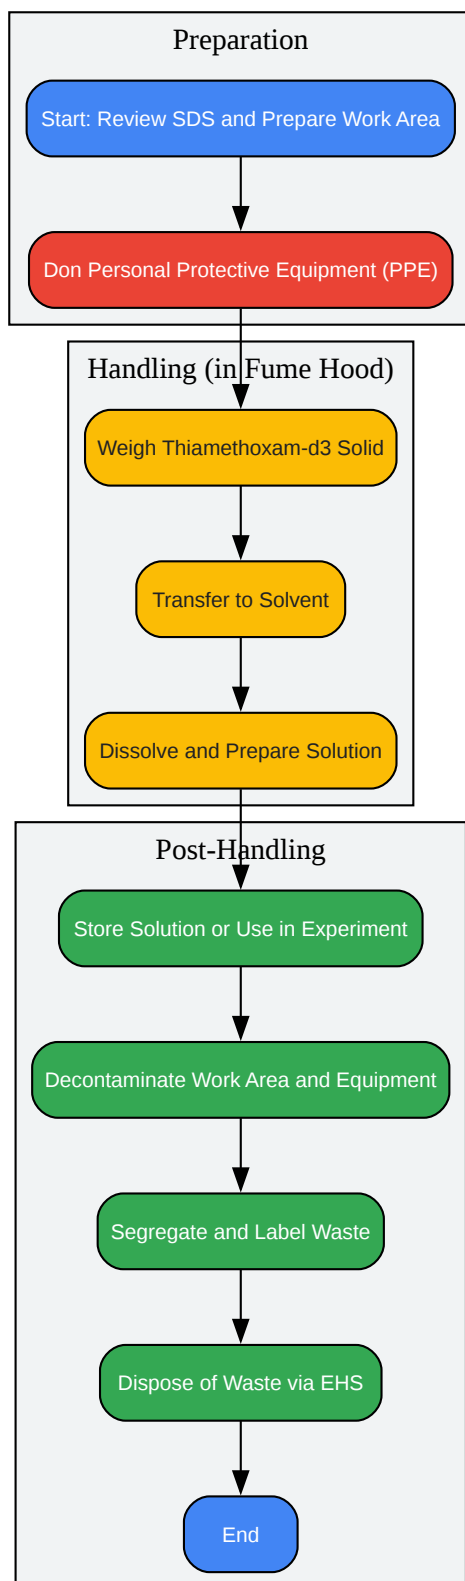 Preparation
Start: Review SDS and Prepare Work Area
Don Personal Protective Equipment (PPE)
Handling (in Fume Hood)
Weigh Thiamethoxam-d3 Solid
Transfer to Solvent
Dissolve and Prepare Solution
Post-Handling
Store Solution or Use in Experiment
Decontaminate Work Area and Equipment
Segregate and Label Waste
Dispose of Waste via EHS
End